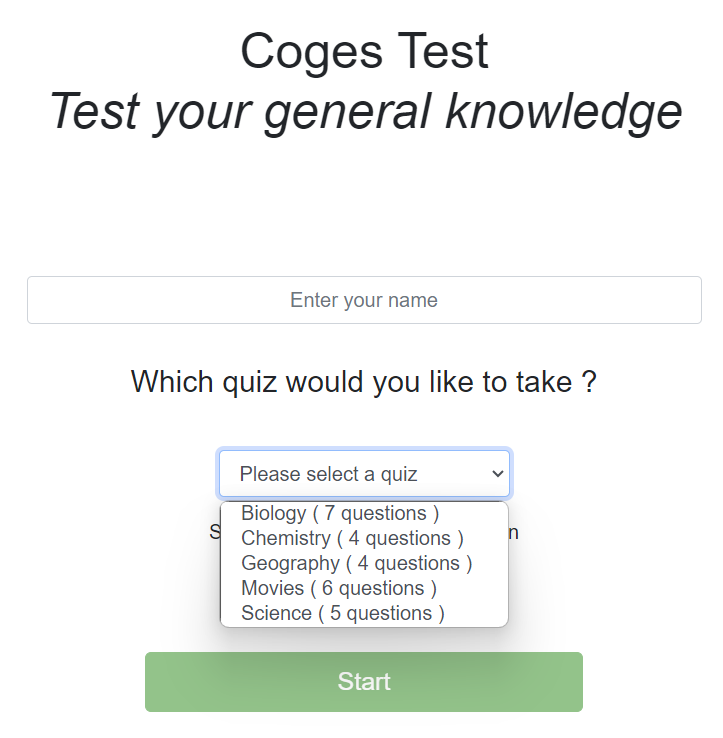 Coges Test
Test your general knowledge
Enter your name
Which quiz would you like to take ?
Please select a quiz
Biology ( 7 questions )
Chemistry ( 4 questions )
Geography ( 4 questions )
Movies ( 6 questions )
Science ( 5 questions )
Start